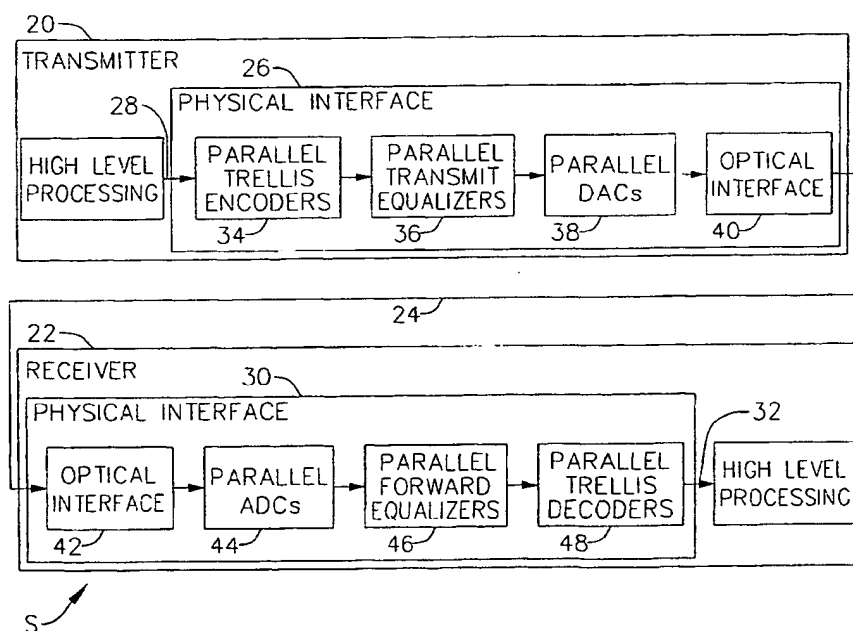 20
TRANSMITTER
26
28
PHYSICAL INTERFACE
HIGH LEVEL
PROCESSING
PARALLEL
TRELLIS
ENCODERS
34
PARALLEL
TRANSMIT
EQUALIZERS
36
PARALLEL
DACs
38
OPTICAL
INTERFACE
40
24
22
RECEIVER
30
PHYSICAL INTERFACE
32
OPTICAL
INTERFACE
42
PARALLEL
ADCs
44
PARALLEL
FORWARD
EQUALIZERS
46
PARALLEL
TRELLIS
DECODERS
48
HIGH LEVEL
PROCESSING
S